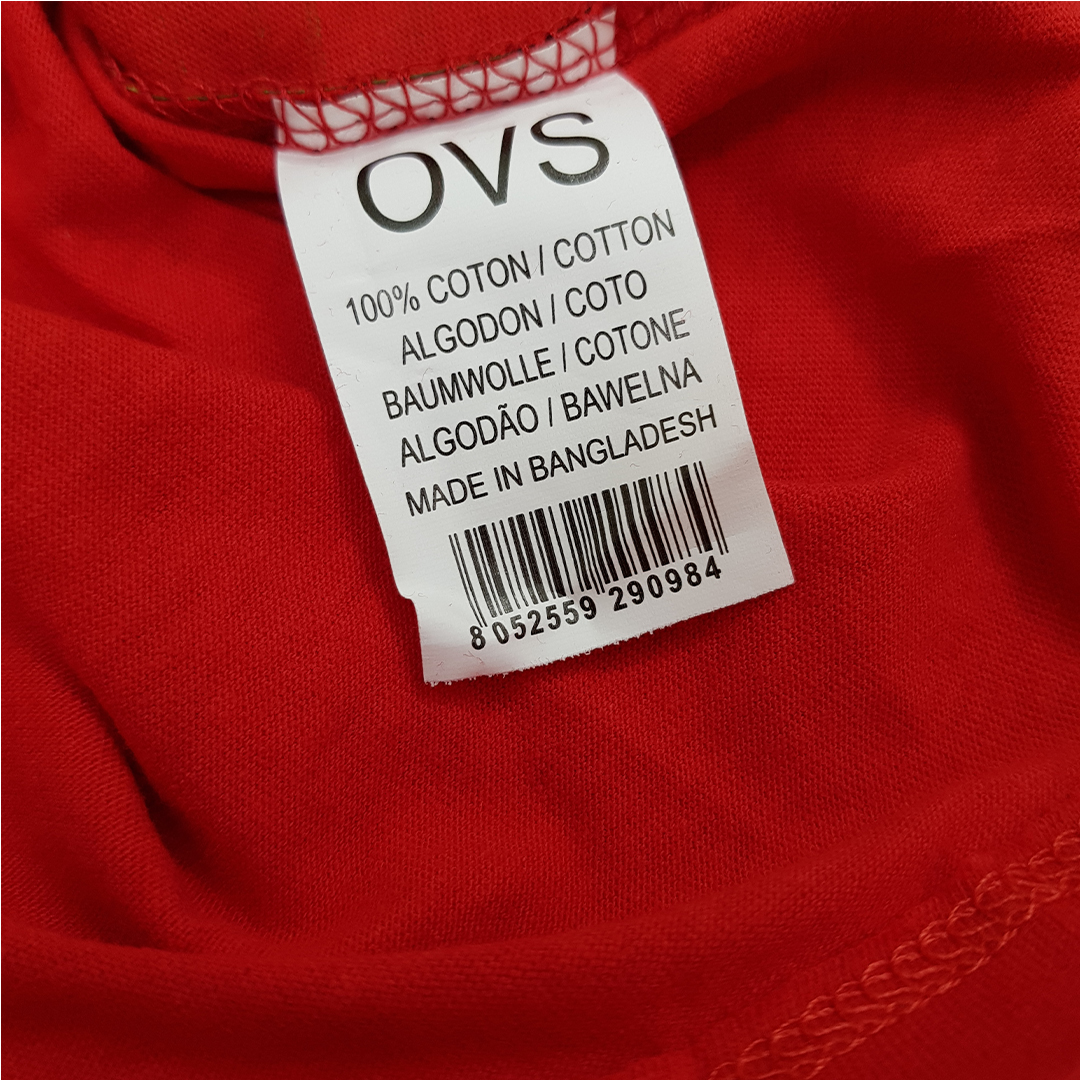 OVS
100% COTON / COTTON
ALGODON / COTO
BAUMWOLLE / COTONE
ALGODÃO / BAWELNA
MADE IN BANGLADESH
8 052559 290984